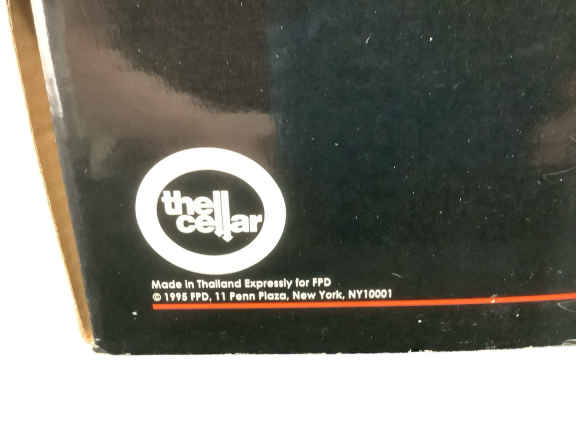 the
cellar
Made in Thailand Expressly for FPD
© 1995 FPD, 11 Penn Plaza, New York, NY10001